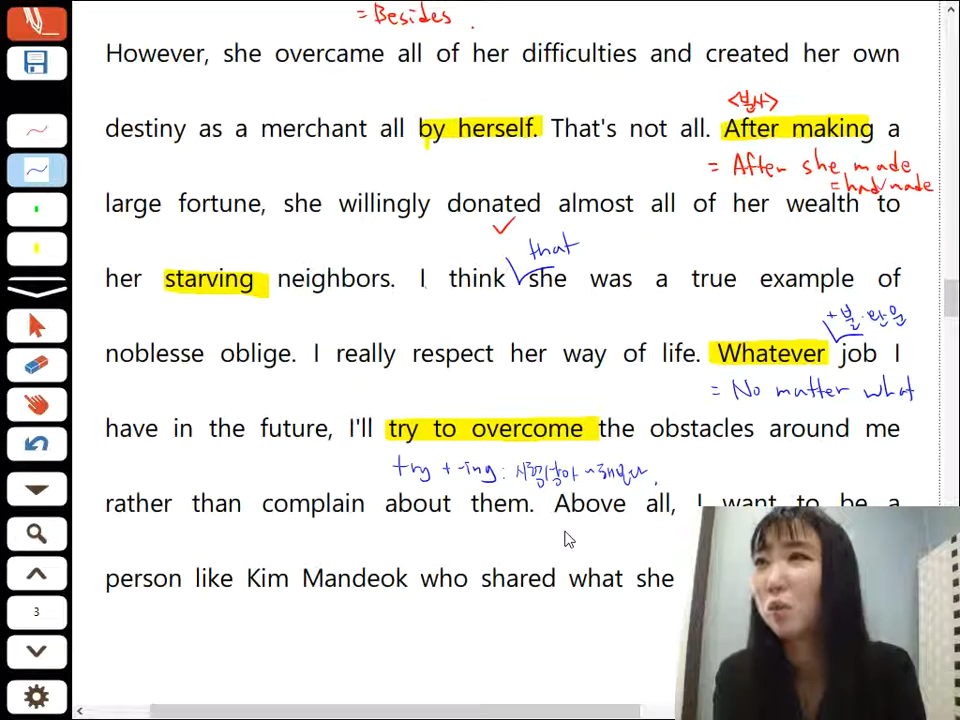 = Besides
However, she overcame all of her difficulties and created her own
<분사>
destiny as a merchant all by herself. That's not all. After making a
= After she made
= had made
large fortune, she willingly donated almost all of her wealth to
that
her starving neighbors. I think she was a true example of
noblesse oblige. I really respect her way of life. Whatever job I
= No matter what
have in the future, I'll try to overcome the obstacles around me
try + -ing : 시험삼아 ~해보다
rather than complain about them. Above all, I want to be a
person like Kim Mandeok who shared what she
3